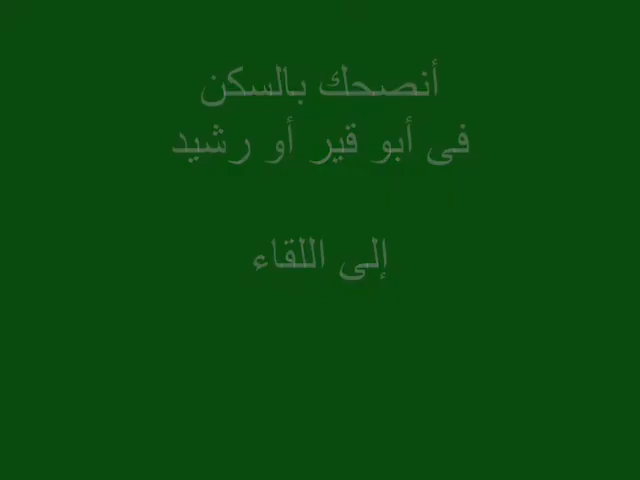 أنصحك بالسكن
فى أبو قير أو رشيد
إلى اللقاء